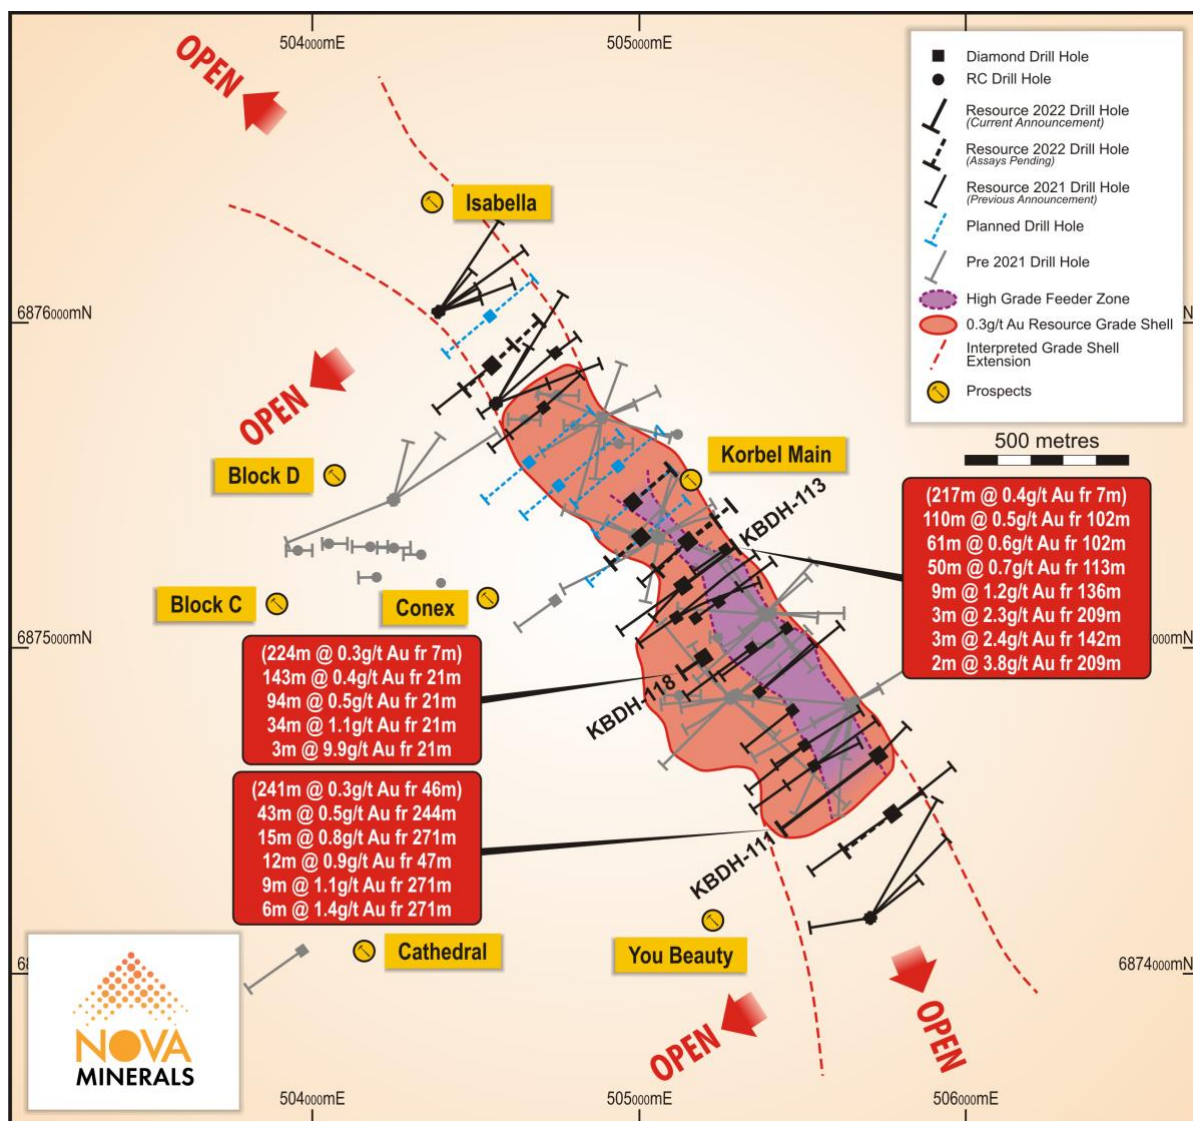 504000mE
505000mE
OPEN
Diamond Drill Hole
RC Drill Hole
Resource 2022 Drill Hole
(Current Announcement)
Resource 2022 Drill Hole
(Assays Pending)
Resource 2021 Drill Hole
(Previous Announcement)
Planned Drill Hole
Pre 2021 Drill Hole
High Grade Feeder Zone
0.3g/t Au Resource Grade Shell
Interpreted Grade Shell
Extension
Prospects
500 metres
Isabella
6876000mN
N
OPEN
Block D
Korbel Main
KBDH-113
(217m @ 0.4g/t Au fr 7m)
110m @ 0.5g/t Au fr 102m
61m @ 0.6g/t Au fr 102m
50m @ 0.7g/t Au fr 113m
9m @ 1.2g/t Au fr 136m
3m @ 2.3g/t Au fr 209m
3m @ 2.4g/t Au fr 142m
2m @ 3.8g/t Au fr 209m
Block C
Conex
6875000mN
000mN
(224m @ 0.3g/t Au fr 7m)
143m @ 0.4g/t Au fr 21m
94m @ 0.5g/t Au fr 21m
34m @ 1.1g/t Au fr 21m
3m @ 9.9g/t Au fr 21m
KBDH-118
(241m @ 0.3g/t Au fr 46m)
43m @ 0.5g/t Au fr 244m
15m @ 0.8g/t Au fr 271m
12m @ 0.9g/t Au fr 47m
9m @ 1.1g/t Au fr 271m
6m @ 1.4g/t Au fr 271m
KBDH-111
Cathedral
You Beauty
6874000mN
NOVA
MINERALS
OPEN
OPEN
504000mE
505000mE
506000mE